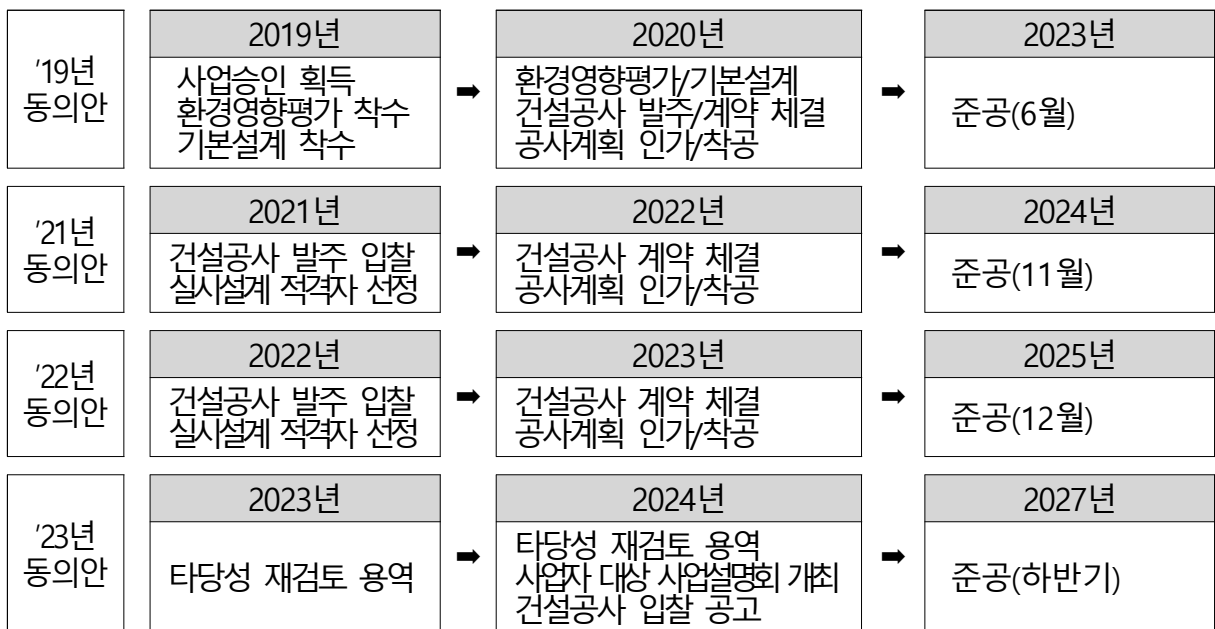 '19년
동의안
2019년
사업승인 획득
환경영향평가 착수
기본설계 착수
➡
2020년
환경영향평가/기본설계
건설공사 발주/계약 체결
공사계획 인가/착공
➡
2023년
준공(6월)
'21년
동의안
2021년
건설공사 발주 입찰
실시설계 적격자 선정
➡
2022년
건설공사 계약 체결
공사계획 인가/착공
➡
2024년
준공(11월)
'22년
동의안
2022년
건설공사 발주 입찰
실시설계 적격자 선정
➡
2023년
건설공사 계약 체결
공사계획 인가/착공
➡
2025년
준공(12월)
'23년
동의안
2023년
타당성 재검토 용역
➡
2024년
타당성 재검토 용역
사업자 대상 사업설명회 개최
건설공사 입찰 공고
➡
2027년
준공(하반기)